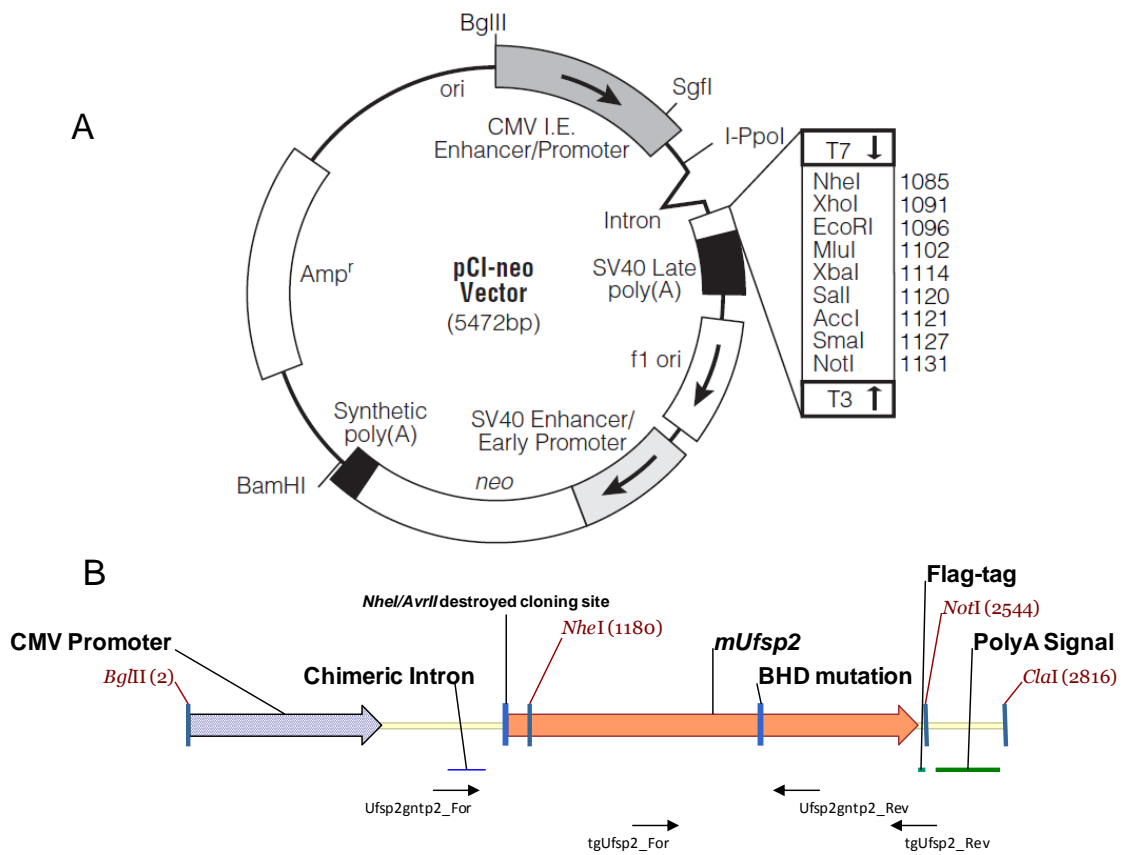 A
BglII
ori
SgfI
CMV I.E.
Enhancer/Promoter
I-PpoI
Intron
Ampr
pCI-neo
Vector
(5472bp)
SV40 Late
poly(A)
f1 ori
Synthetic
poly(A)
SV40 Enhancer/
Early Promoter
neo
BamHI
T7
NheI 1085
XhoI 1091
EcoRI 1096
MluI 1102
XbaI 1114
SalI 1120
AccI 1121
SmaI 1127
NotI 1131
T3
B
Flag-tag
NheI/AvrII destroyed cloning site
NotI (2544)
CMV Promoter
NheI (1180)
mUfsp2
PolyA Signal
BglII (2)
Chimeric Intron
BHD mutation
ClaI (2816)
Ufsp2gntp2_For
Ufsp2gntp2_Rev
tgUfsp2_For
tgUfsp2_Rev